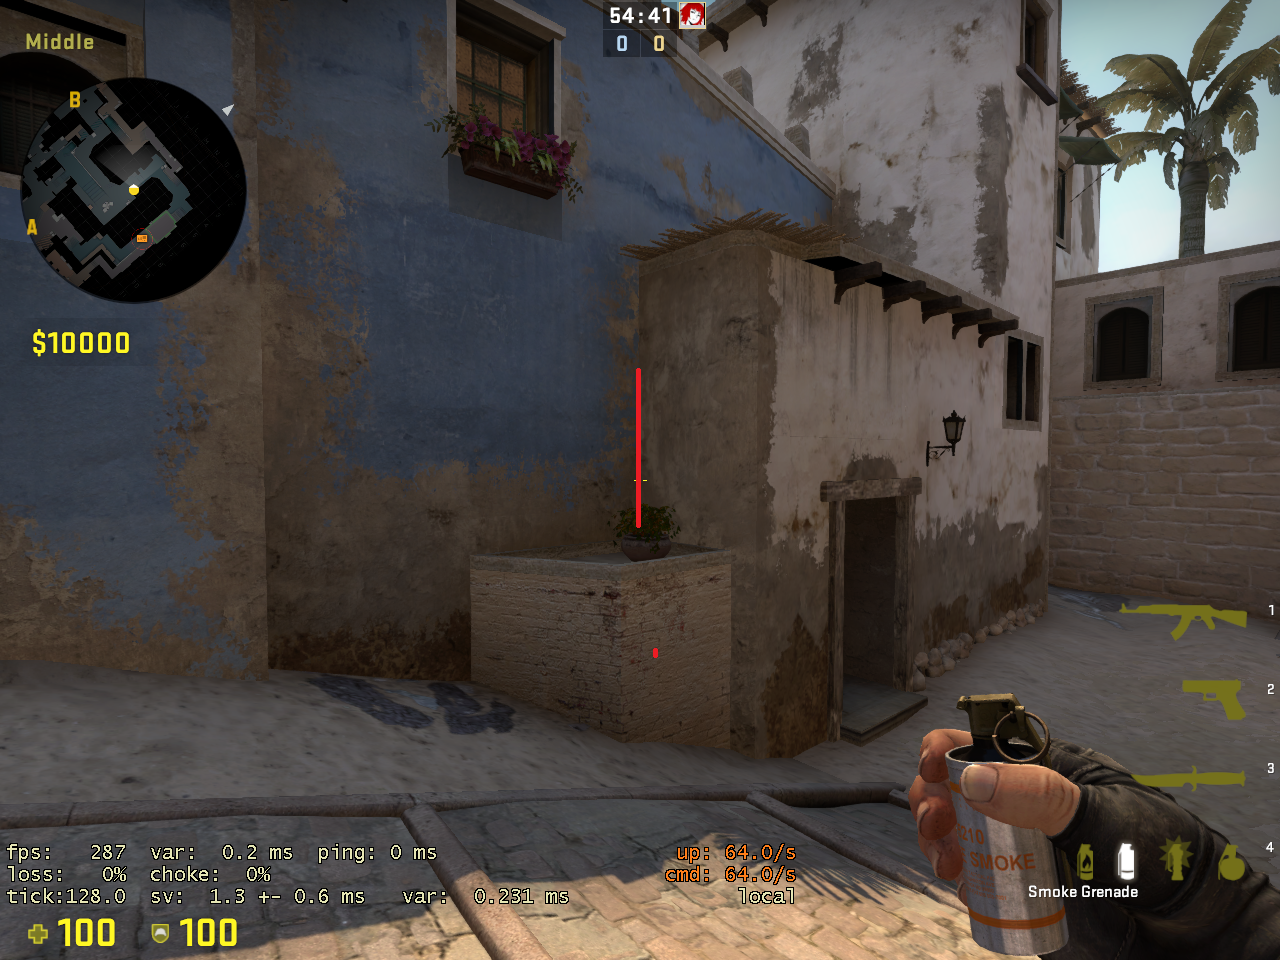 54:41
0 0
Middle
B
A
$10000
1
2
3
4
SMOKE
Smoke Grenade
fps: 287 var: 0.2 ms ping: 0 ms
loss: 0% choke: 0%
tick:128.0 sv: 1.3 +- 0.6 ms var: 0.231 ms
up: 64.0/s
cmd: 64.0/s
local
100 100